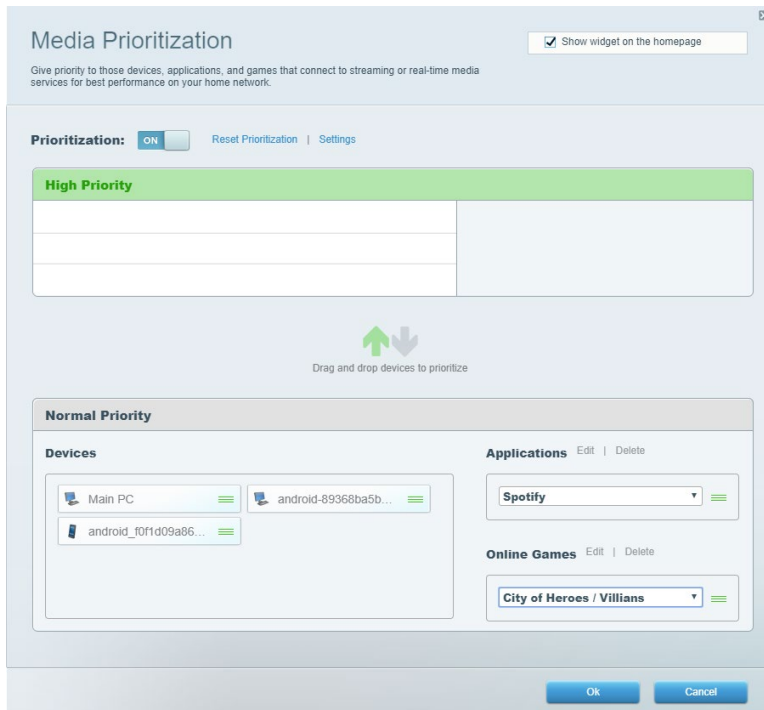 Media Prioritization
Show widget on the homepage
Give priority to those devices, applications, and games that connect to streaming or real-time media
services for best performance on your home network.
Prioritization: ON Reset Prioritization | Settings
High Priority
Drag and drop devices to prioritize
Normal Priority
Devices
Main PC
android-89368ba5b...
android_f0f1d09a86...
Applications Edit | Delete
Spotify
Online Games Edit | Delete
City of Heroes / Villians
Ok Cancel